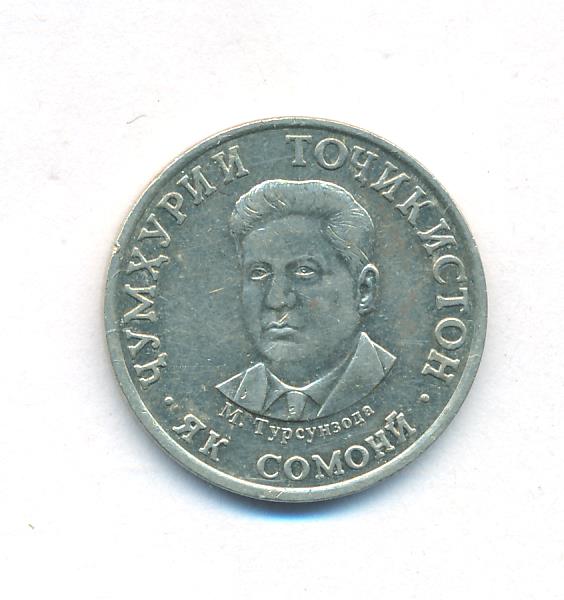 ҶУМҲУРИИ ТОҶИКИСТОН
М. Турсунзода
· ЯК СОМОНӢ ·